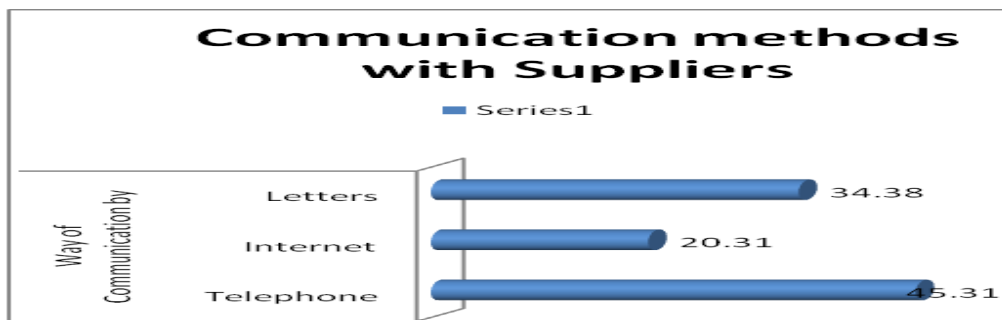 Communication methods
with Suppliers
Series1
Way of
Communication by
Letters
34.38
Internet
20.31
Telephone
45.31